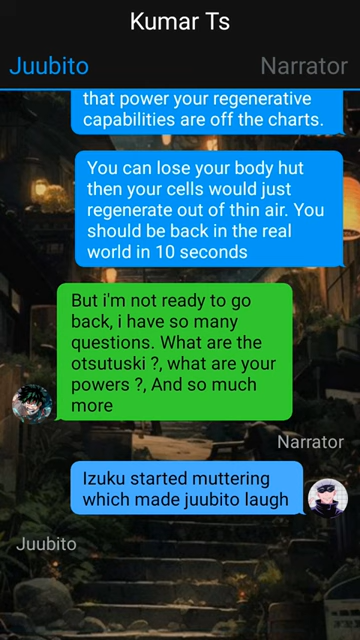 Kumar Ts
Juubito
Narrator
that power your regenerative
capabilities are off the charts.
You can lose your body hut
then your cells would just
regenerate out of thin air. You
should be back in the real
world in 10 seconds
But i'm not ready to go
back, i have so many
questions. What are the
otsutuski ?, what are your
powers ?, And so much
more
Narrator
Izuku started muttering
which made juubito laugh
Juubito